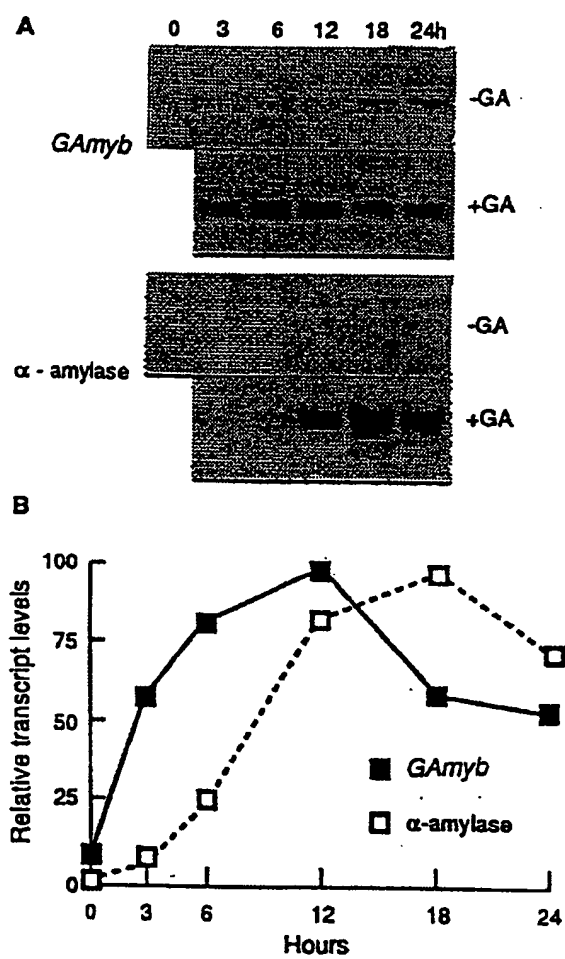 A
0 3 6 12 18 24h
-GA
GAmyb
+GA
-GA
α - amylase
+GA
B
Relative transcript levels
100
75
50
25
0
GAmyb
α-amylase
0 3 6 12 18 24
Hours